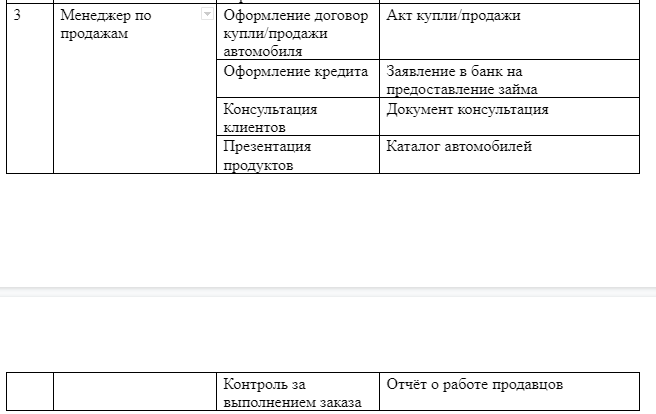 3
Менеджер по
продажам
Оформление договор
купли/продажи
автомобиля
Акт купли/продажи
Оформление кредита
Заявление в банк на
предоставление займа
Консультация
клиентов
Документ консультация
Презентация
продуктов
Каталог автомобилей
Контроль за
выполнением заказа
Отчёт о работе продавцов